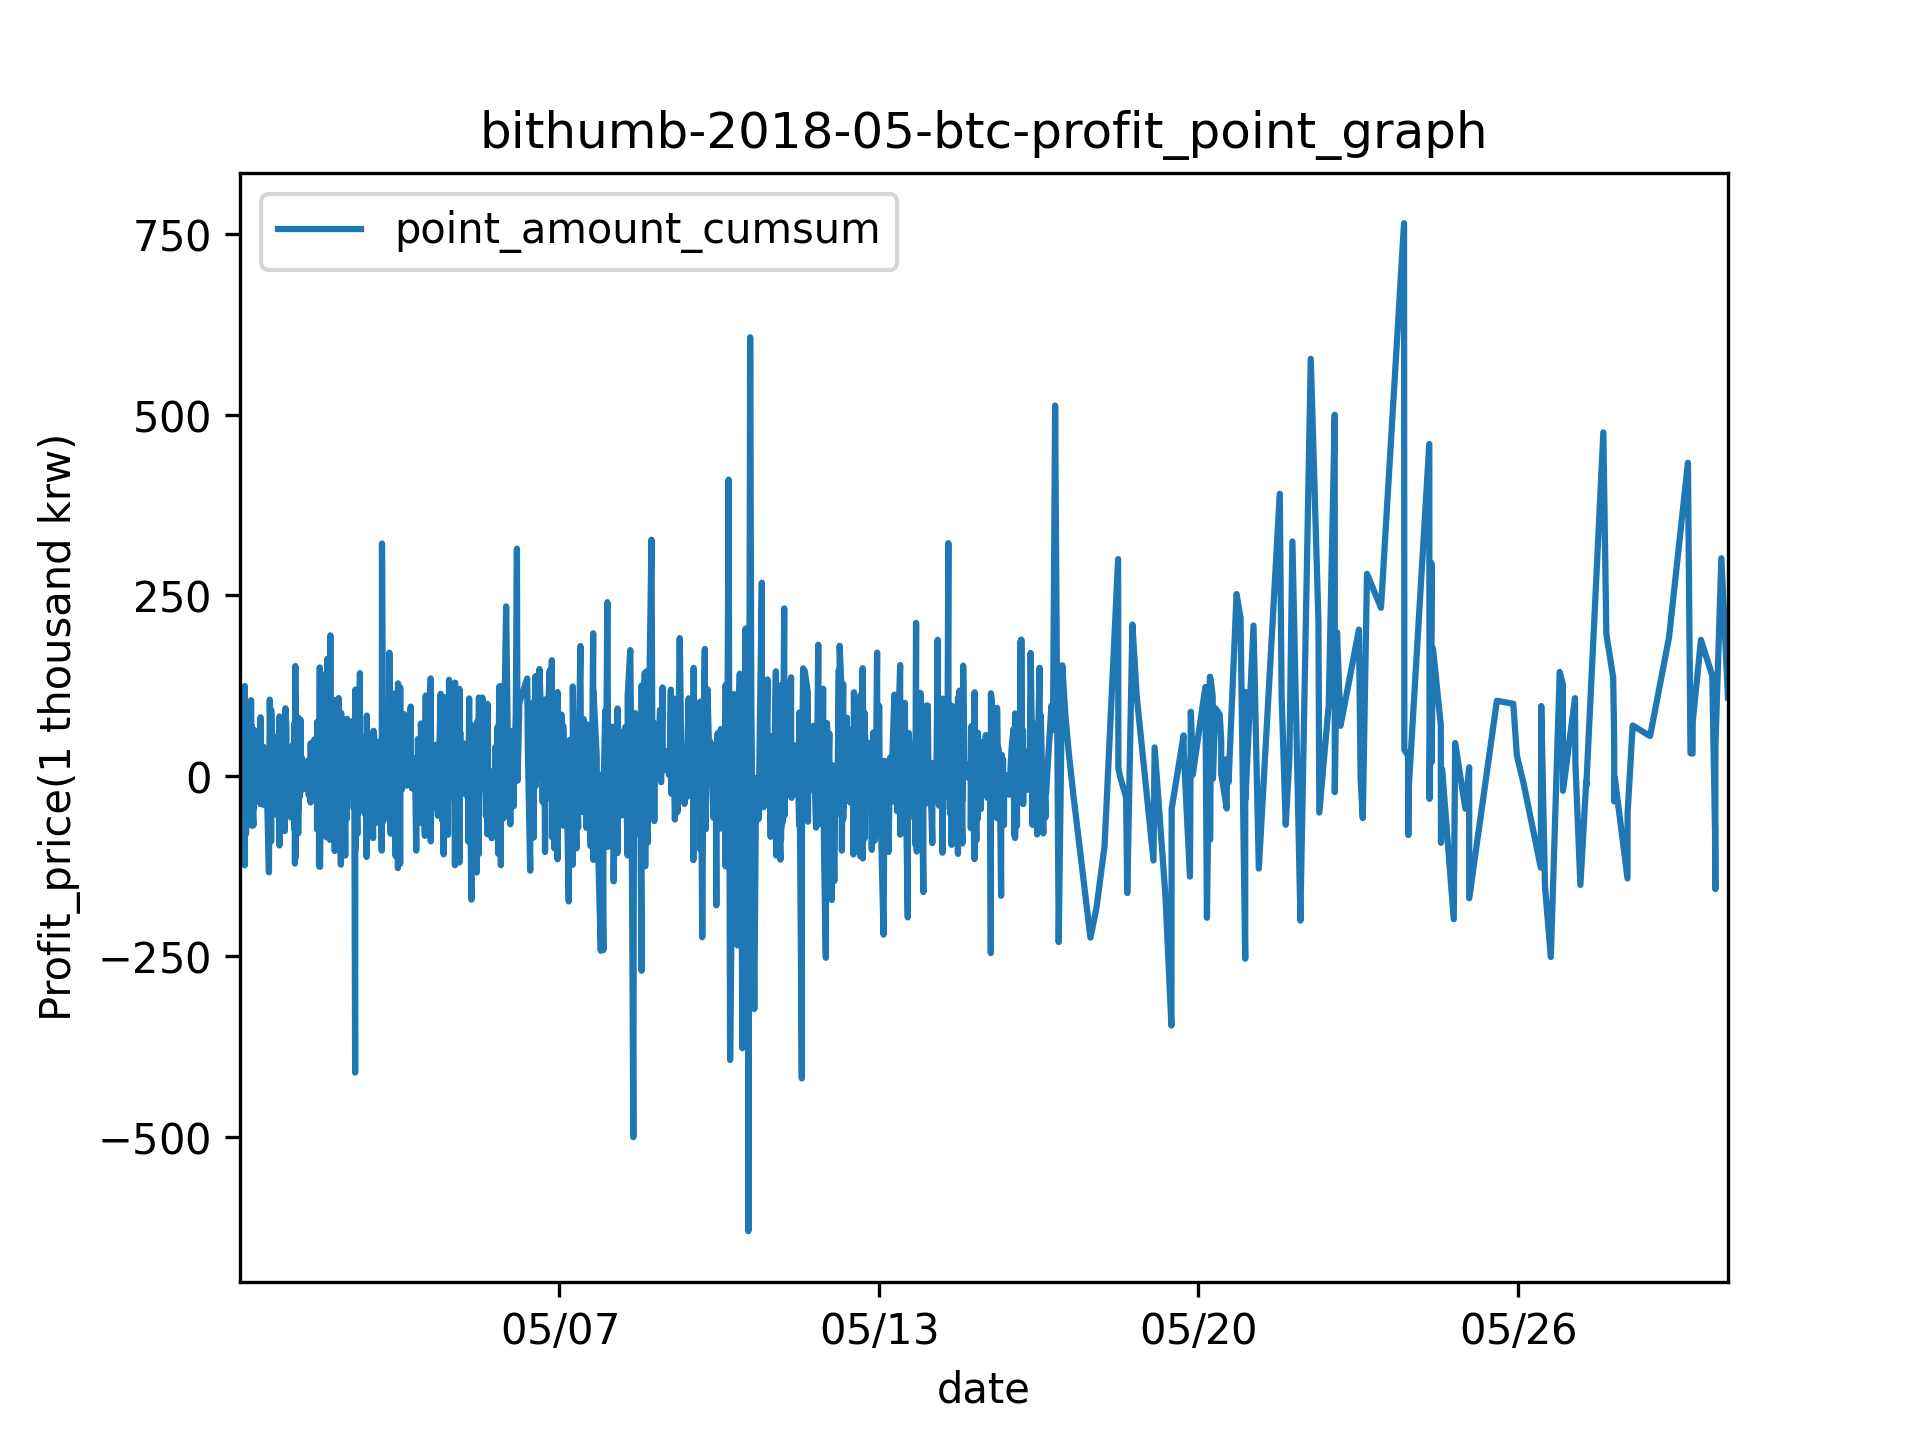 bithumb-2018-05-btc-profit_point_graph
point_amount_cumsum
750
500
250
0
−250
−500
Profit_price(1 thousand krw)
05/07
05/13
05/20
05/26
date